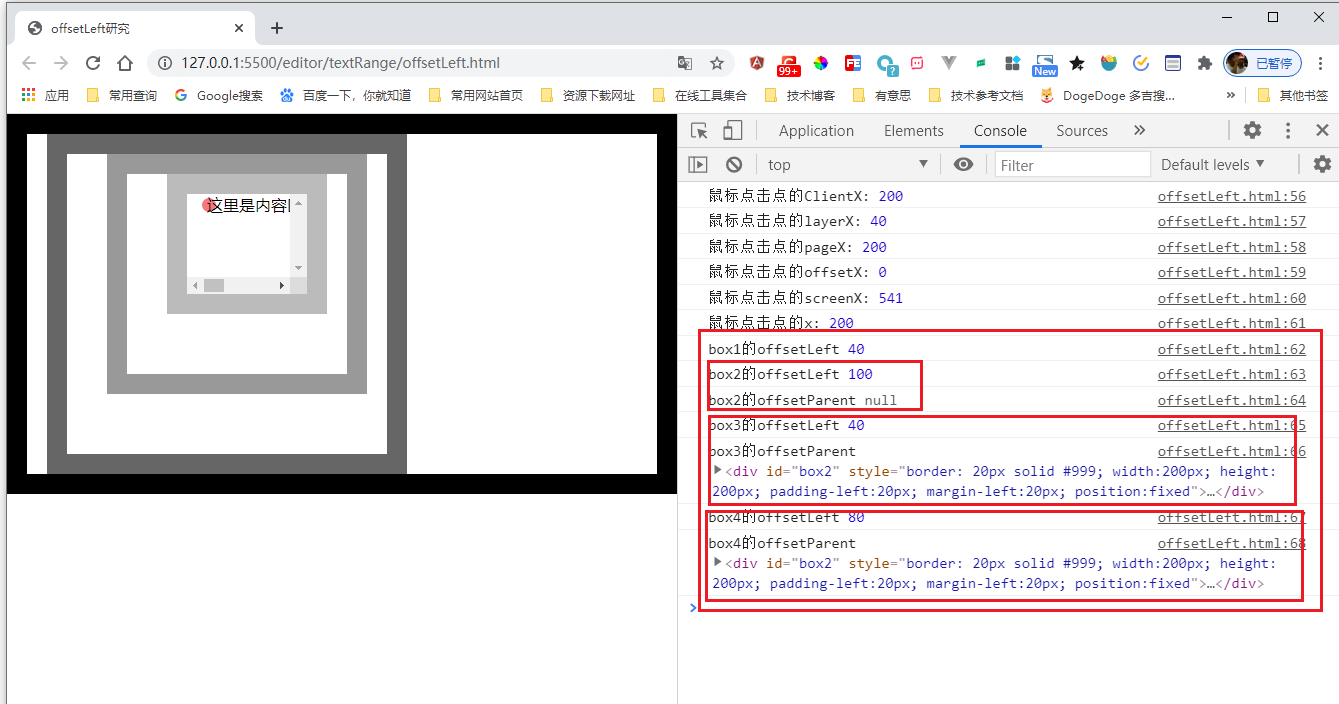 offsetLeft研究
127.0.0.1:5500/editor/textRange/offsetLeft.html
99+
FE
?
New
已暂停
应用 常用查询 Google搜索 百度一下，你就知道 常用网站首页 资源下载网址 在线工具集合 技术博客 有意思 技术参考文档 DogeDoge 多吉搜... » 其他书签
Application Elements Console Sources »
top Filter Default levels
这里是内容
鼠标点击点的ClientX: 200 offsetLeft.html:56
鼠标点击点的layerX: 40 offsetLeft.html:57
鼠标点击点的pageX: 200 offsetLeft.html:58
鼠标点击点的offsetX: 0 offsetLeft.html:59
鼠标点击点的screenX: 541 offsetLeft.html:60
鼠标点击点的x: 200 offsetLeft.html:61
box1的offsetLeft 40 offsetLeft.html:62
box2的offsetLeft 100 offsetLeft.html:63
box2的offsetParent null offsetLeft.html:64
box3的offsetLeft 40 offsetLeft.html:65
box3的offsetParent offsetLeft.html:66
<div id="box2" style="border: 20px solid #999; width:200px; height:
200px; padding-left:20px; margin-left:20px; position:fixed">…</div>
box4的offsetLeft 80 offsetLeft.html:67
box4的offsetParent offsetLeft.html:68
<div id="box2" style="border: 20px solid #999; width:200px; height:
200px; padding-left:20px; margin-left:20px; position:fixed">…</div>